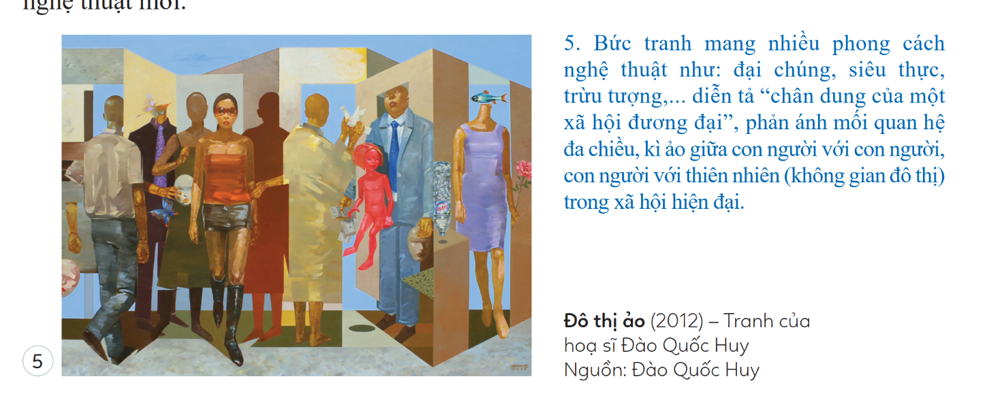 nghệ thuật mới.
5. Bức tranh mang nhiều phong cách
nghệ thuật như: đại chúng, siêu thực,
trừu tượng,... diễn tả “chân dung của một
xã hội đương đại”, phản ánh mối quan hệ
đa chiều, kì ảo giữa con người với con người,
con người với thiên nhiên (không gian đô thị)
trong xã hội hiện đại.
Đô thị ảo (2012) – Tranh của
hoạ sĩ Đào Quốc Huy
Nguồn: Đào Quốc Huy
5